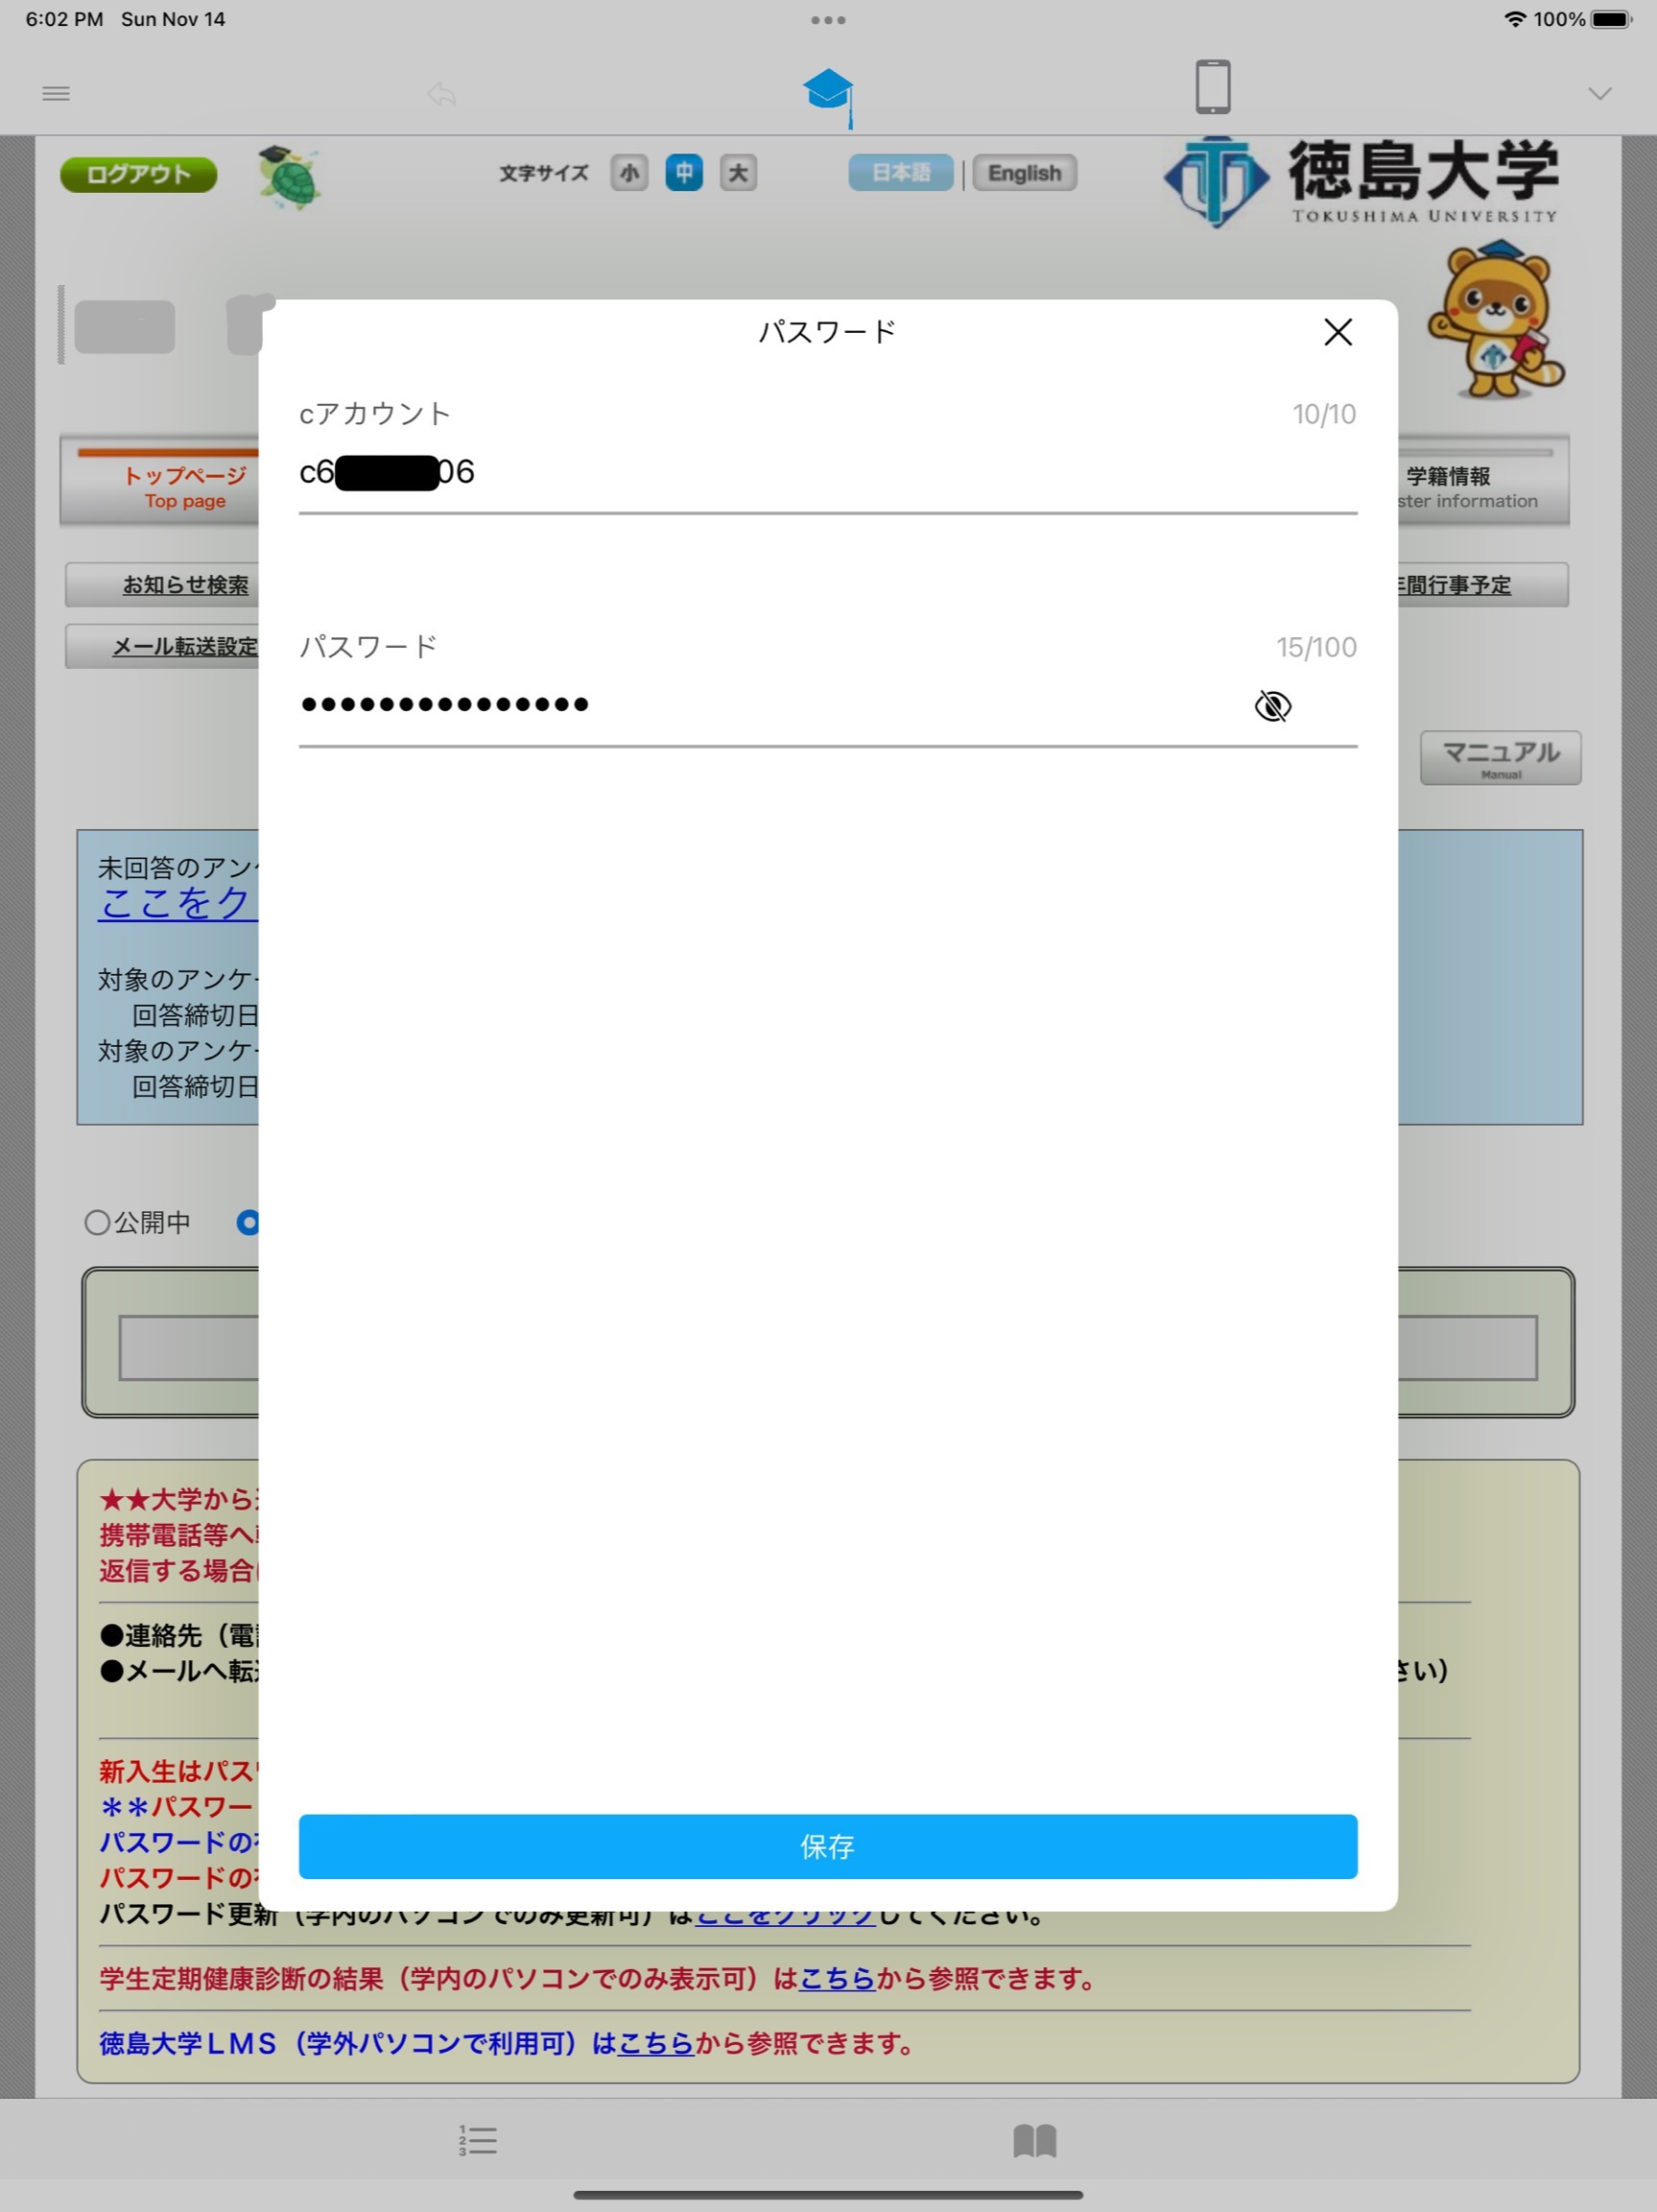 6:02 PM Sun Nov 14
100%
ログアウト
文字サイズ 小 中 大
日本語 | English
徳島大学
TOKUSHIMA UNIVERSITY
パスワード
cアカウント 10/10
c6 06
トップページ
Top page
学籍情報
ster information
お知らせ検索
間行事予定
メール転送設定
パスワード 15/100
マニュアル
Manual
未回答のアン
ここをク
対象のアンケー
回答締切日
対象のアンケー
回答締切日
公開中
★★大学から
携帯電話等へ
返信する場合
●連絡先（電
●メールへ転
さい）
新入生はパス
＊＊パスワー
パスワードの
パスワードの
保存
パスワード更新（学内のパソコンでのみ更新可）はここをクリックしてください。
学生定期健康診断の結果（学内のパソコンでのみ表示可）はこちらから参照できます。
徳島大学ＬＭＳ（学外パソコンで利用可）はこちらから参照できます。